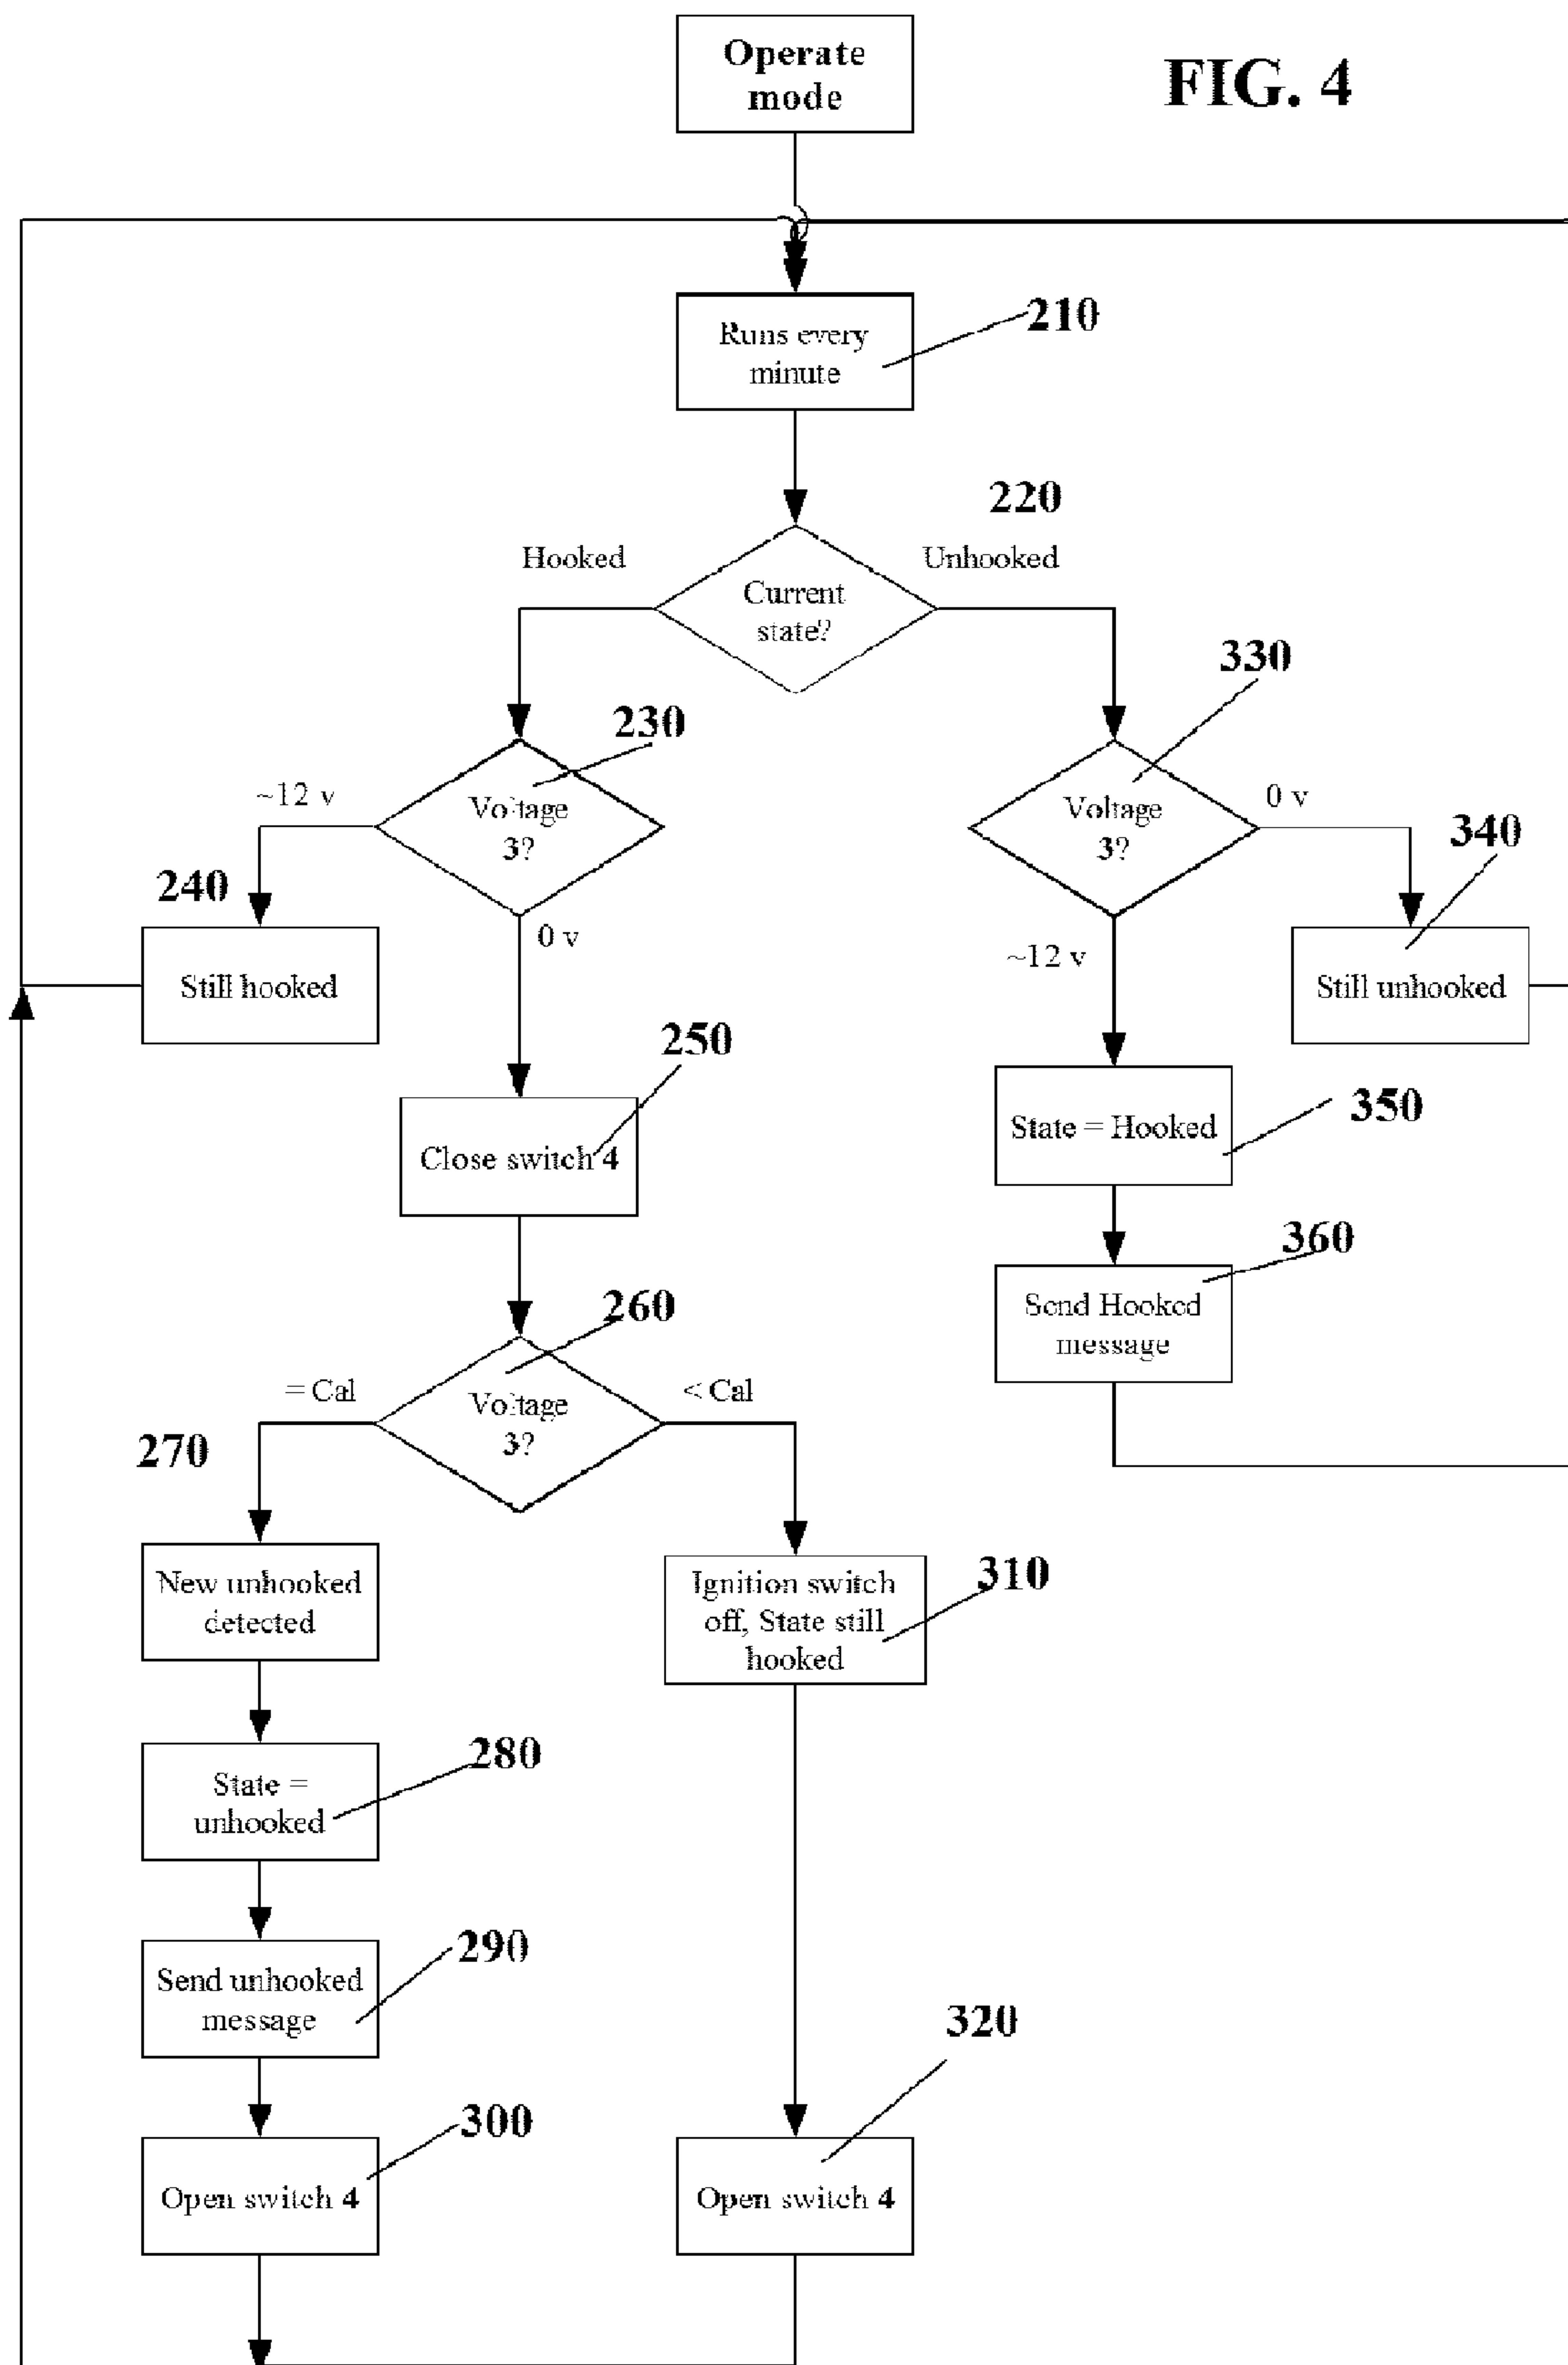 Operate
mode
FIG. 4
Runs every
minute
210
220
Hooked
Unhooked
Current
state?
330
230
~12 v
Voltage
3?
Voltage
3?
0 v
340
240
0 v
~12 v
Still hooked
Still unhooked
250
350
State = Hooked
Close switch 4
360
260
Send Hooked
message
= Cal
< Cal
Voltage
3?
270
New unhooked
detected
Ignition switch
off, State still
hooked
310
280
State =
unhooked
290
Send unhooked
message
320
300
Open switch 4
Open switch 4